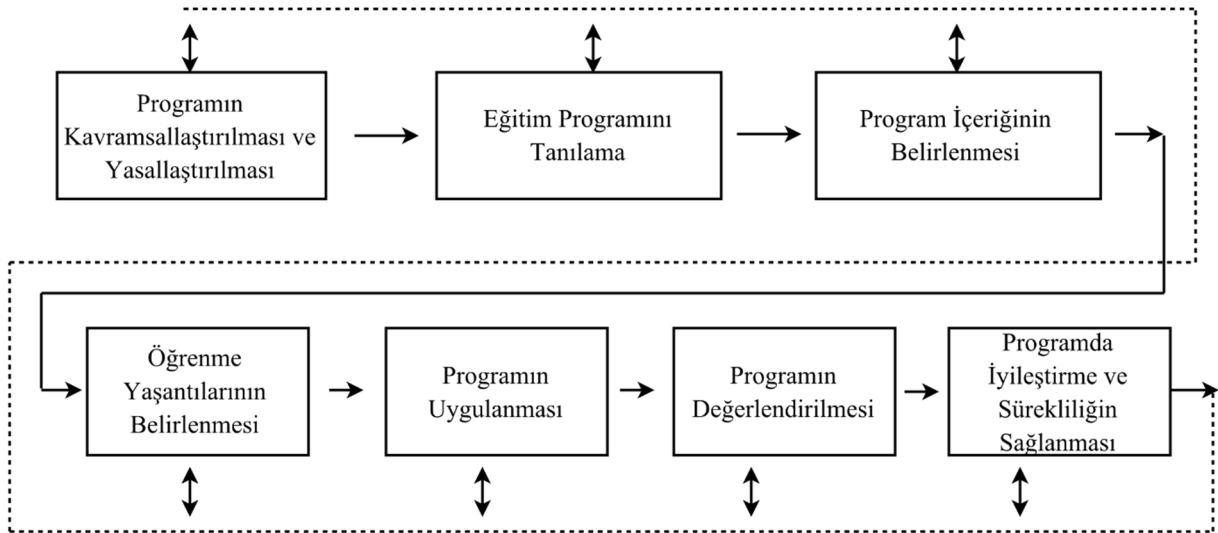 Programın
Kavramsallaştırılması ve
Yasallaştırılması
Eğitim Programını
Tanılama
Program İçeriğinin
Belirlenmesi
Öğrenme
Yaşantılarının
Belirlenmesi
Programın
Uygulanması
Programın
Değerlendirilmesi
Programda
İyileştirme ve
Sürekliliğin
Sağlanması